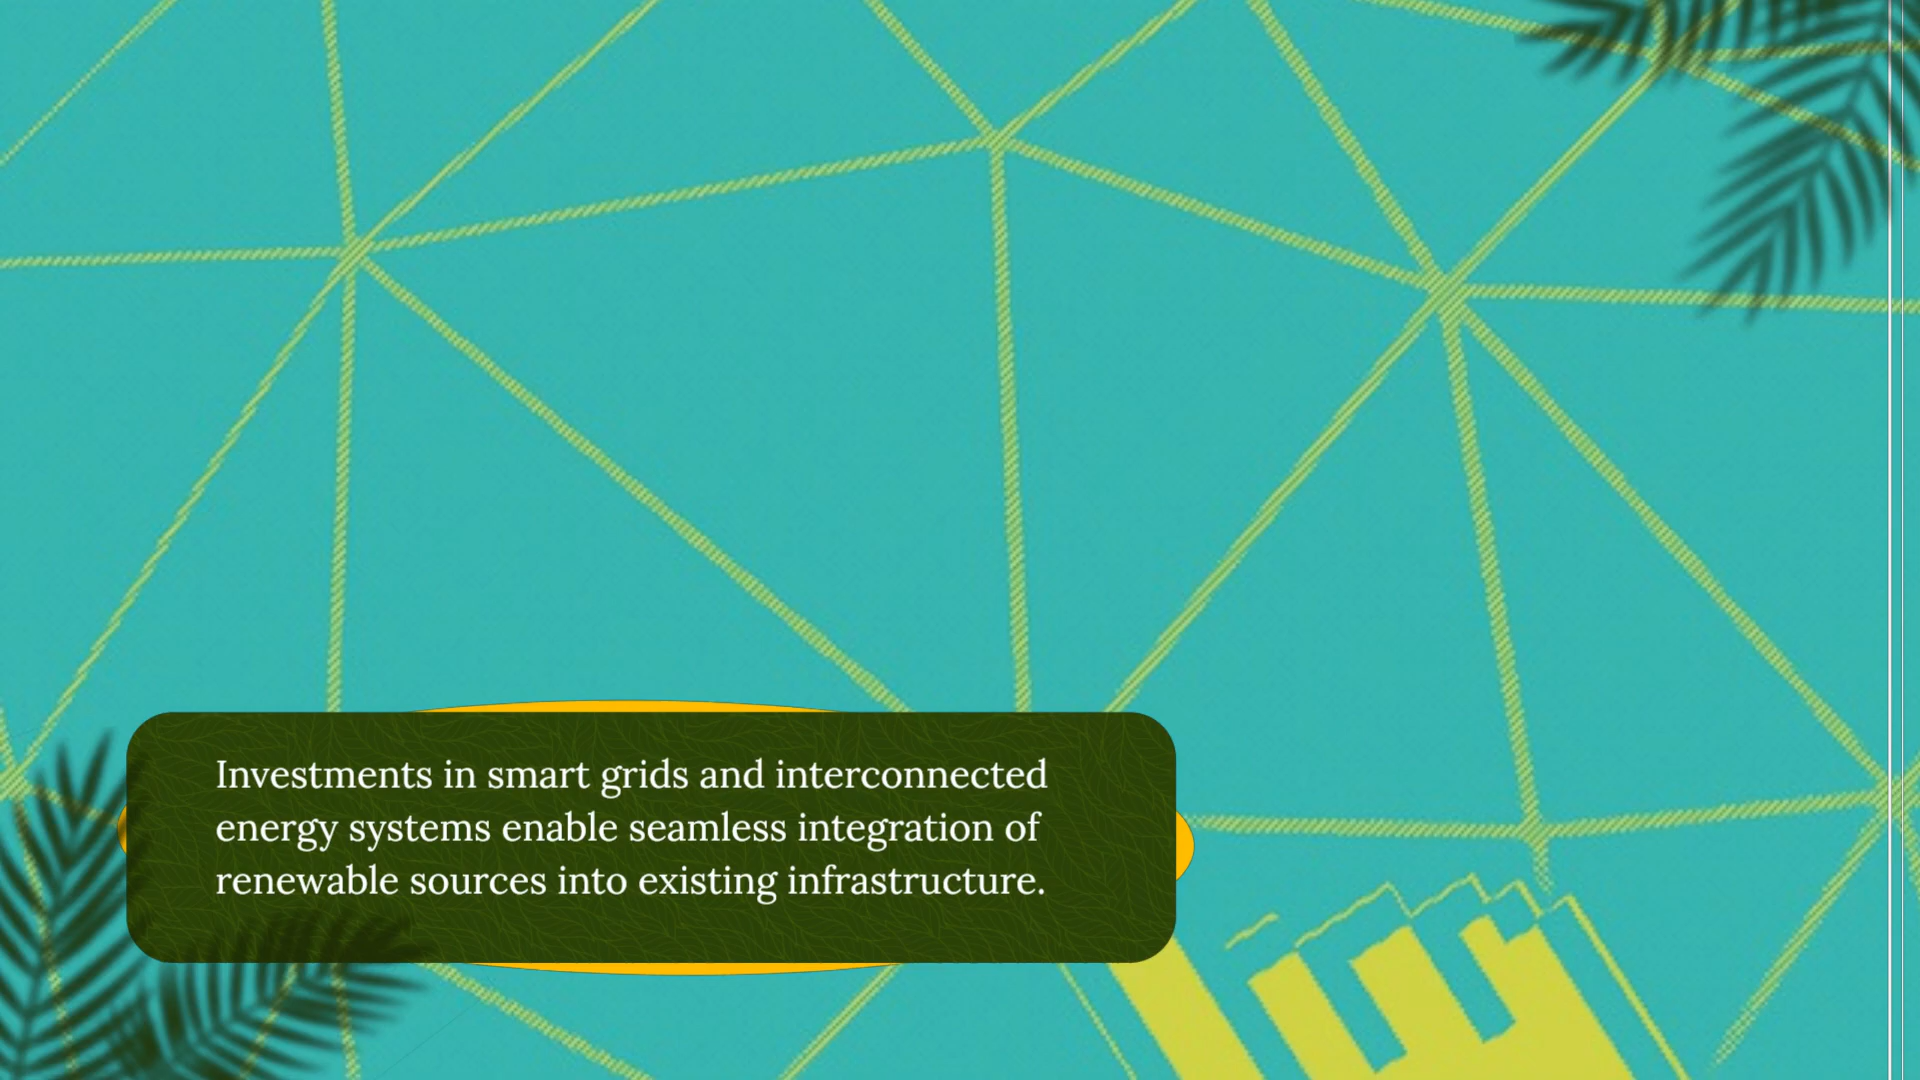 Investments in smart grids and interconnected
energy systems enable seamless integration of
renewable sources into existing infrastructure.